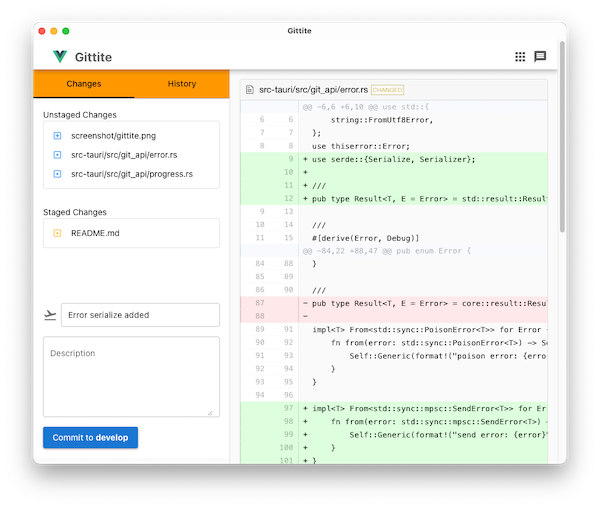 Gittite
Gittite
Changes
History
Unstaged Changes
screenshot/gittite.png
src-tauri/src/git_api/error.rs
src-tauri/src/git_api/progress.rs
Staged Changes
README.md
Error serialize added
Description
Commit to develop
src-tauri/src/git_api/error.rs CHANGED
@@ -6,6 +6,10 @@ use std::{
6 6 string::FromUtf8Error,
7 7 };
8 8 use thiserror::Error;
9 + use serde::{Serialize, Serializer};
10 +
11 + ///
12 + pub type Result<T, E = Error> = std::result::Resul
9 13
10 14 ///
11 15 #[derive(Error, Debug)]
@@ -84,22 +88,47 @@ pub enum Error {
84 88 }
85 89
86 90 ///
87 - pub type Result<T, E = Error> = core::result::Resu
88 -
89 91 impl<T> From<std::sync::PoisonError<T>> for Error
90 92 fn from(error: std::sync::PoisonError<T>) -> Se
91 93 Self::Generic(format!("poison error: {erro
92 94 }
93 95 }
94 96
97 + impl<T> From<std::sync::mpsc::SendError<T>> for Er
98 + fn from(error: std::sync::mpsc::SendError<T>)
99 + Self::Generic(format!("send error: {error}
100 + }
101 + }